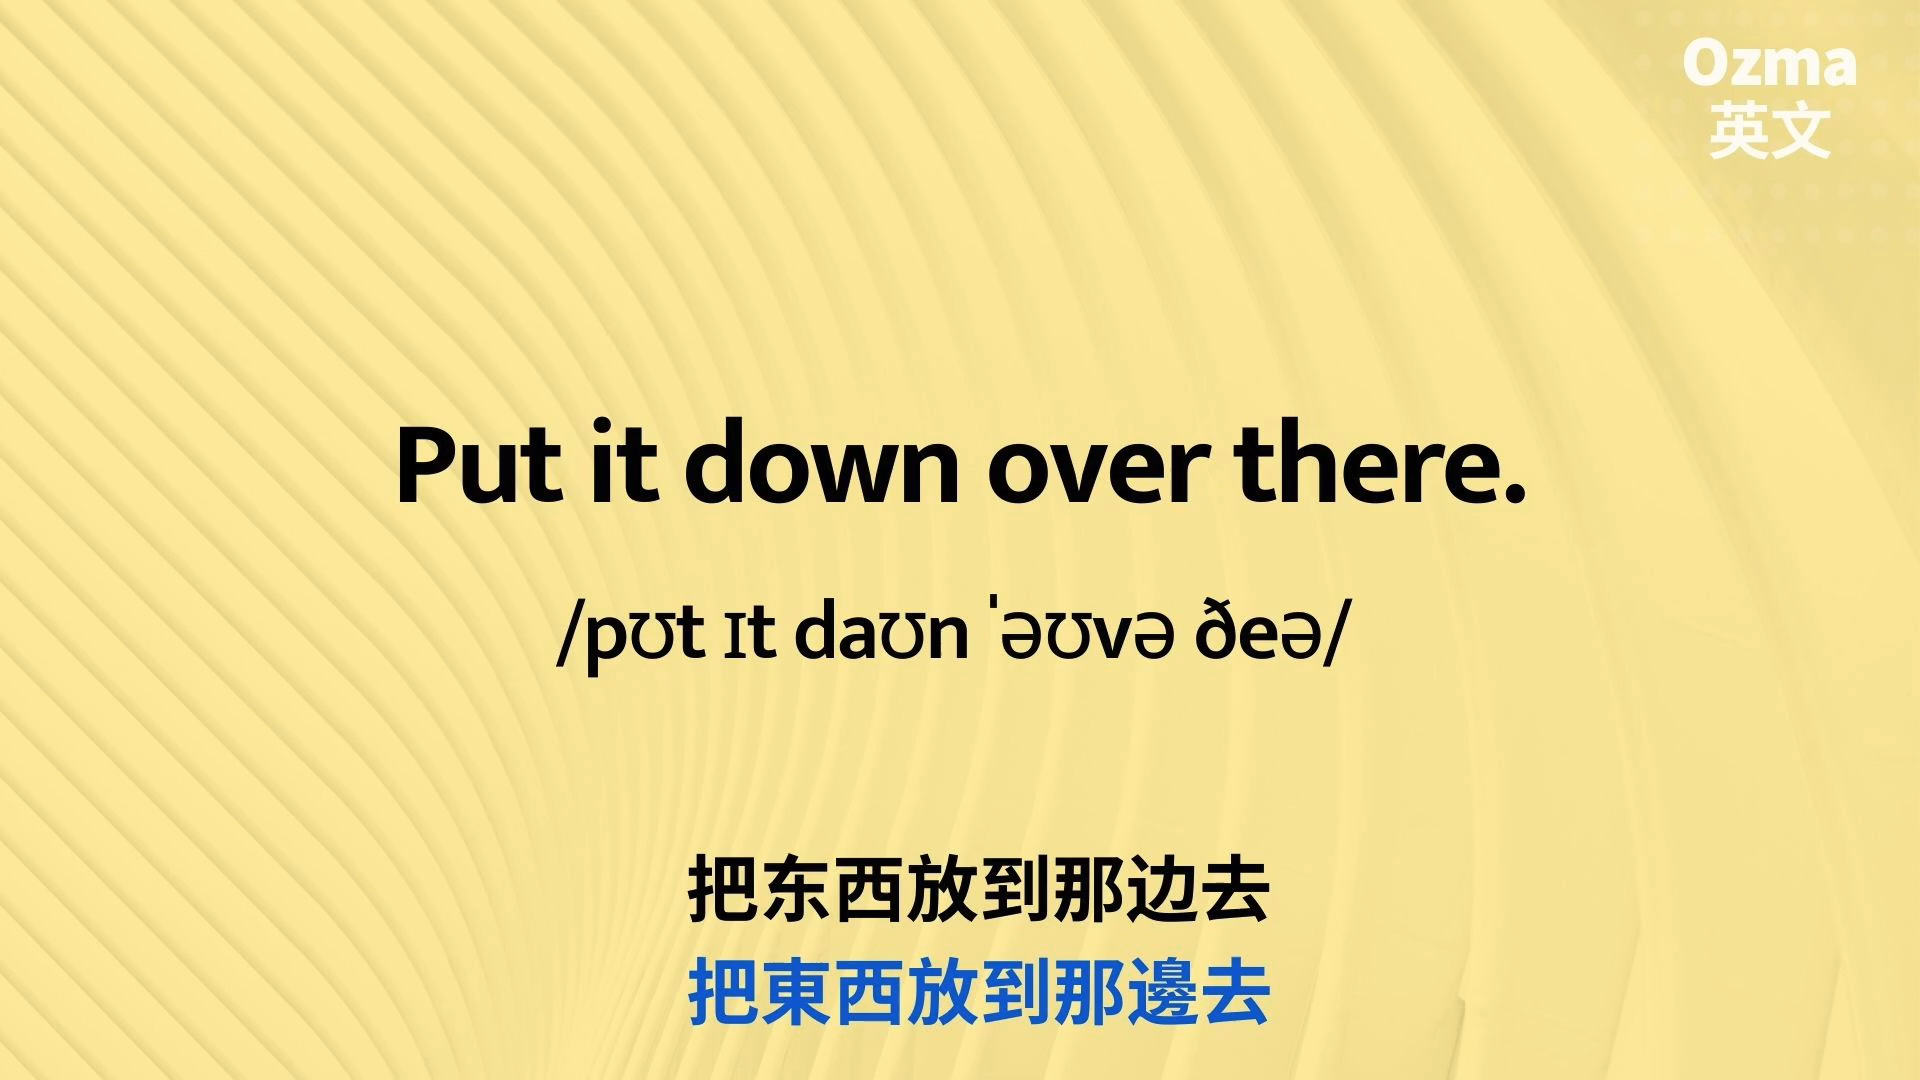 Ozma
英文
Put it down over there.
/pʊt ɪt daʊn ˈəʊvə ðeə/
把东西放到那边去
把東西放到那邊去